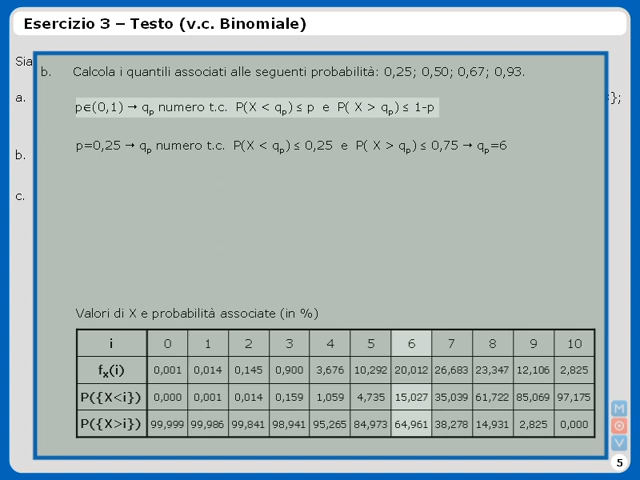 Esercizio 3 – Testo (v.c. Binomiale)
Sia
b. Calcola i quantili associati alle seguenti probabilità: 0,25; 0,50; 0,67; 0,93.
a.
};
p∈(0,1) → qp numero t.c. P(X < qp) ≤ p e P( X > qp) ≤ 1-p
p=0,25 → qp numero t.c. P(X < qp) ≤ 0,25 e P( X > qp) ≤ 0,75 → qp=6
b.
c.
Valori di X e probabilità associate (in %)
i 0 1 2 3 4 5 6 7 8 9 10
fX(i) 0,001 0,014 0,145 0,900 3,676 10,292 20,012 26,683 23,347 12,106 2,825
P({X<i}) 0,000 0,001 0,014 0,159 1,059 4,735 15,027 35,039 61,722 85,069 97,175
P({X>i}) 99,999 99,986 99,841 98,941 95,265 84,973 64,961 38,278 14,931 2,825 0,000
M
O
V
5